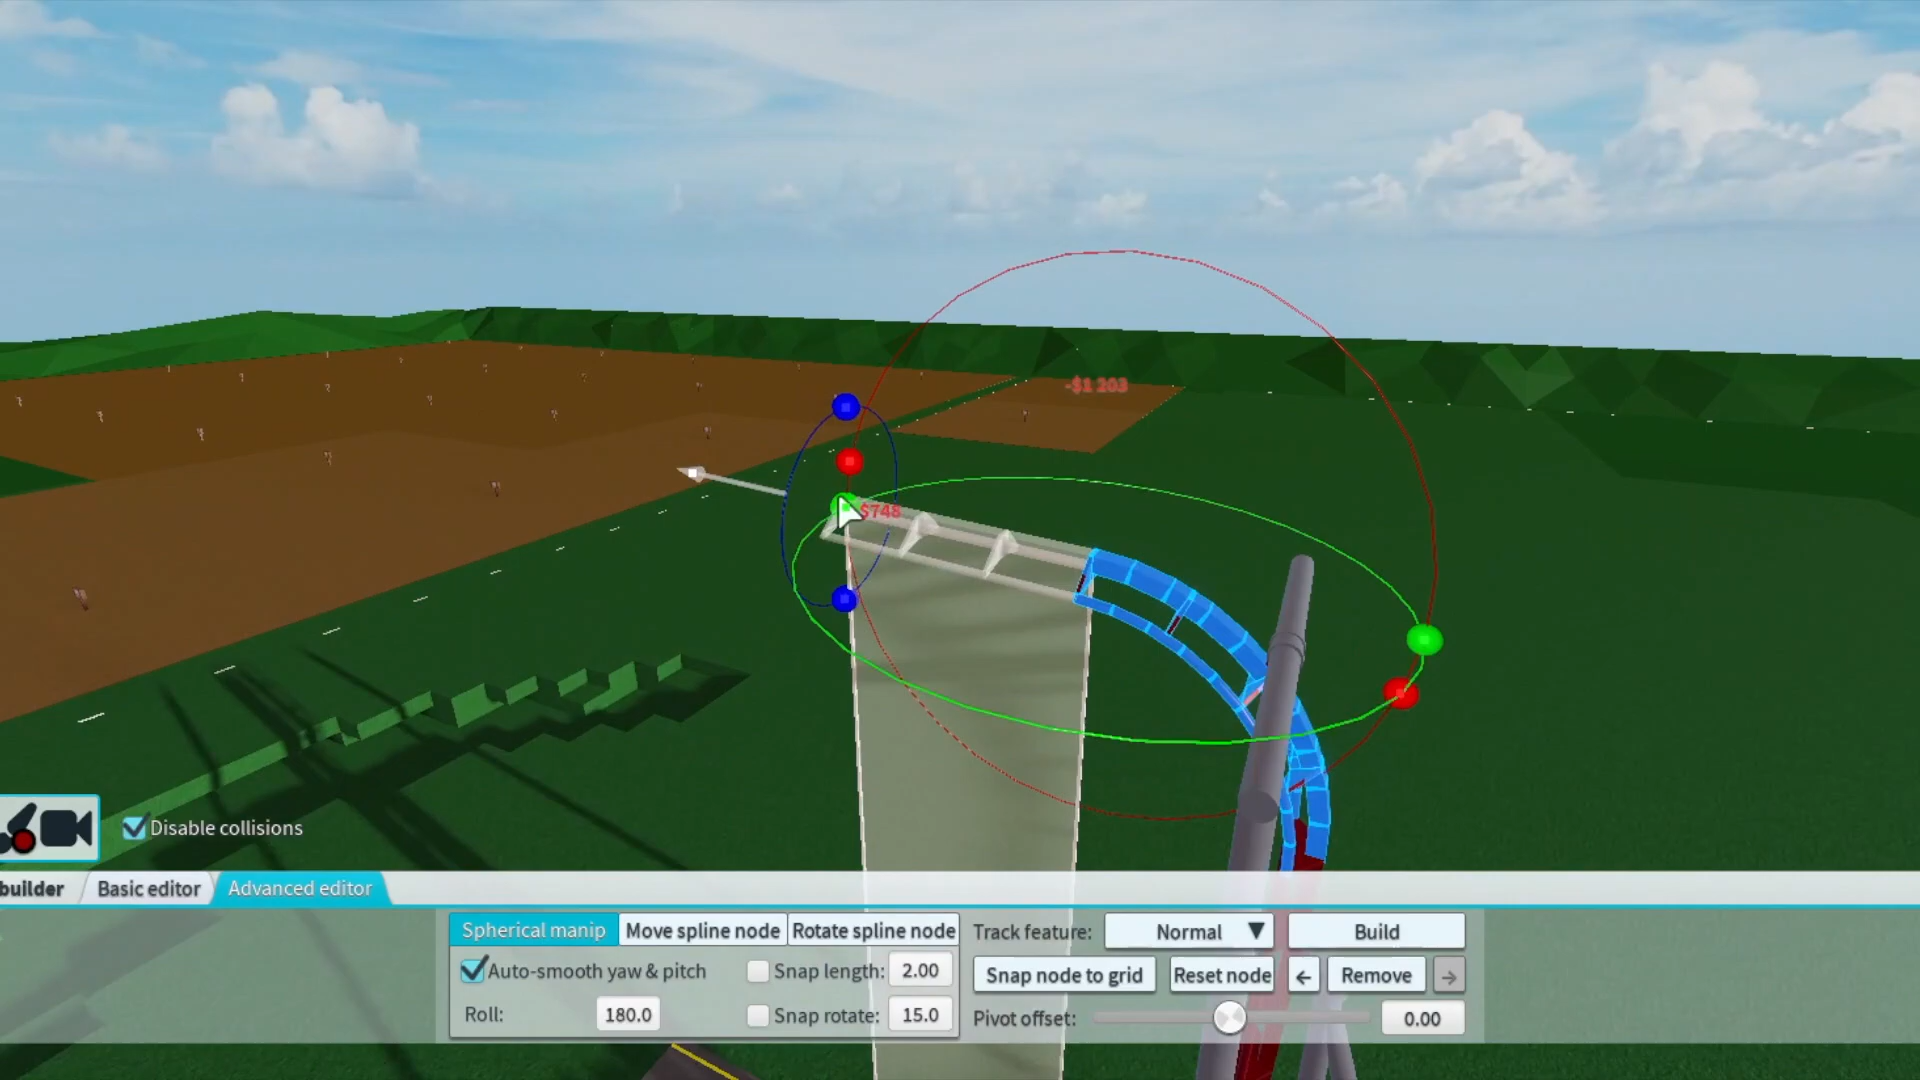 -$1 203
$748
Disable collisions
builder
Basic editor
Advanced editor
Spherical manip
Move spline node
Rotate spline node
Track feature:
Normal
Build
Auto-smooth yaw & pitch
Snap length:
2.00
Snap node to grid
Reset node
Remove
Roll:
180.0
Snap rotate:
15.0
Pivot offset:
0.00